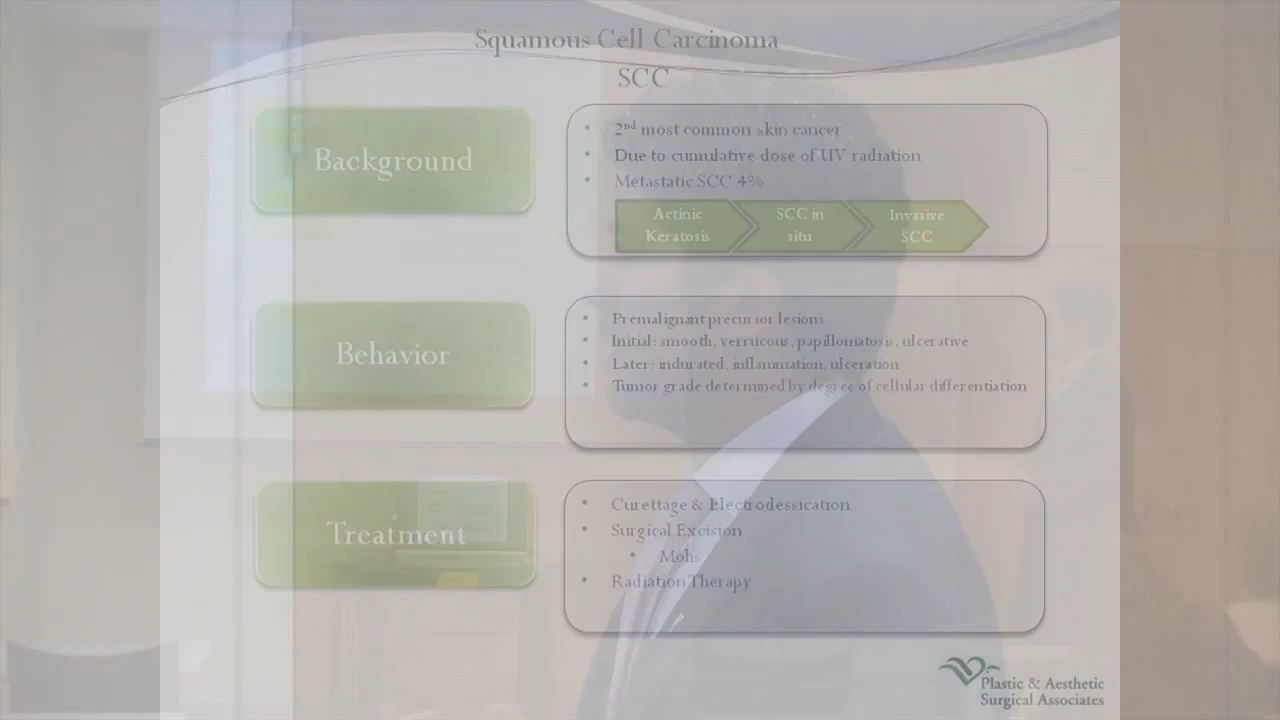 Squamous Cell Carcinoma
SCC
Background
• 2nd most common skin cancer
• Due to cumulative dose of UV radiation
• Metastatic SCC 4%
Actinic
Keratosis
SCC in
situ
Invasive
SCC
Behavior
• Premalignant precursor lesions
• Initial: smooth, verrucous, papillomatosis, ulcerative
• Later : indurated, inflammation, ulceration
• Tumor grade determined by degree of cellular differentiation
Treatment
• Curettage & Electrodessication
• Surgical Excision
• Mohs
• Radiation Therapy
Plastic & Aesthetic
Surgical Associates